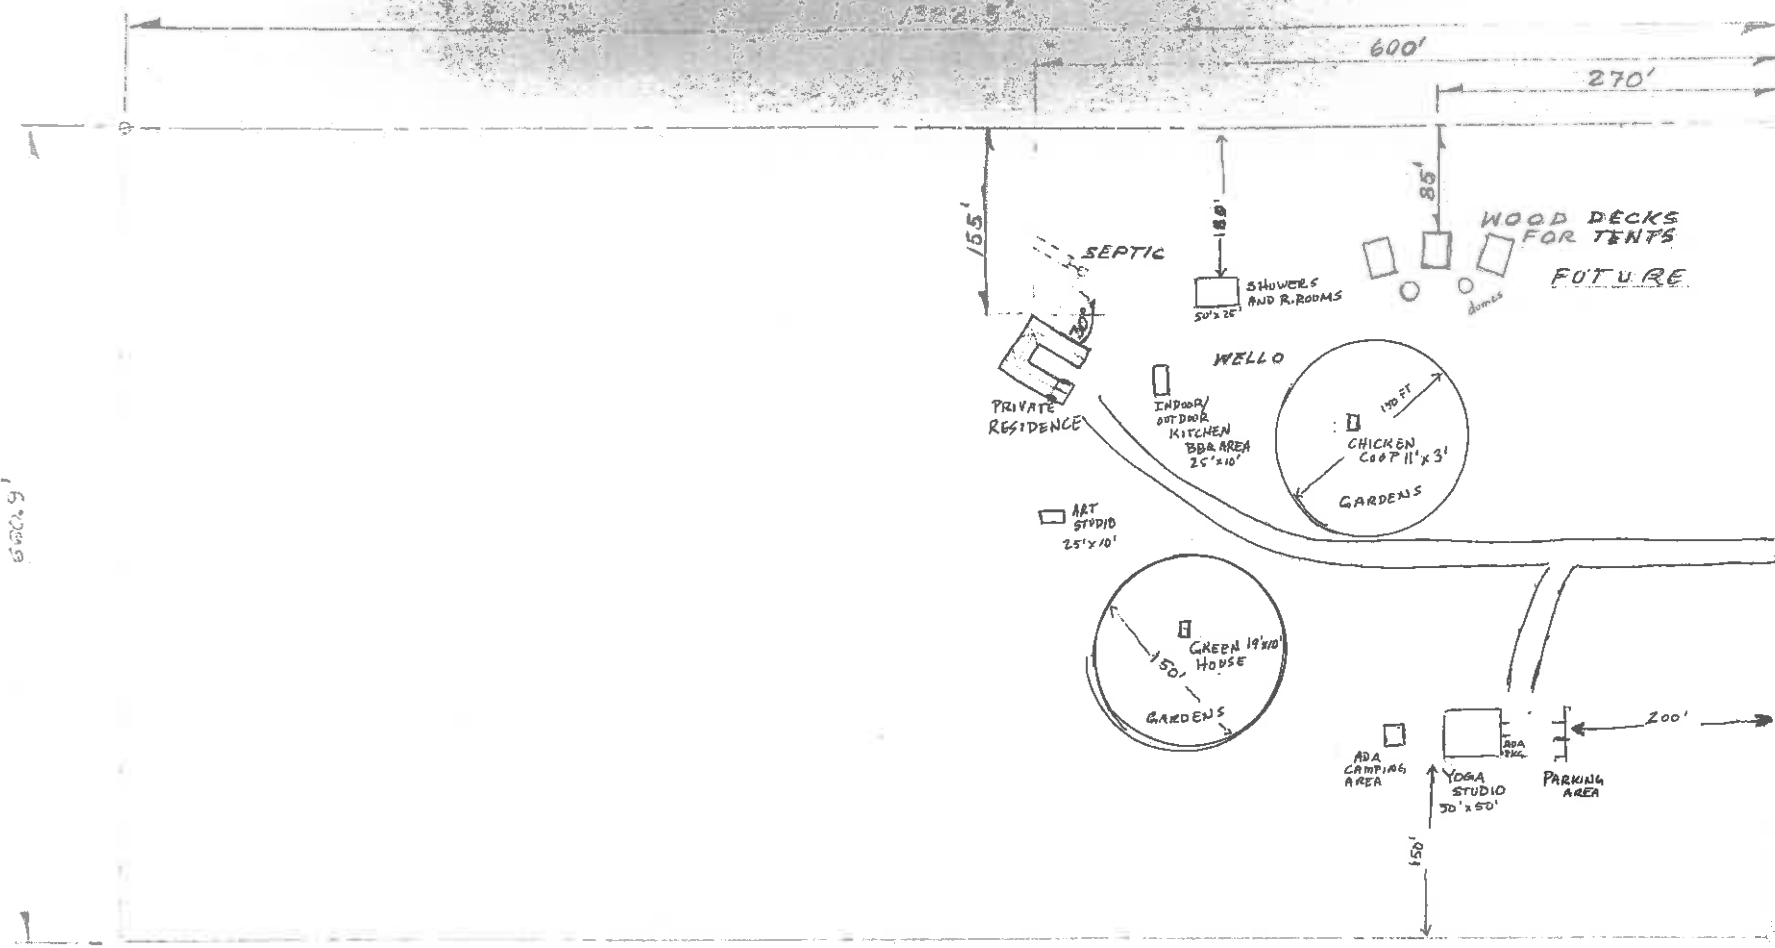 600'
270'
155'
180'
85'
SEPTIC
30°
WOOD DECKS
FOR TENTS
FUTURE
domes
SHOWERS
AND R.ROOMS
50'x25'
WELL O
PRIVATE
RESIDENCE
INDOOR/
OUTDOOR
KITCHEN
BBQ AREA
25'x10'
150 FT
CHICKEN
COOP 11'x3'
GARDENS
ART
STUDIO
25'x10'
GREEN 19'x10'
HOUSE
150'
GARDENS
200'
ADA
CAMPING
AREA
YOGA
STUDIO
50'x50'
ADA
PKG
PARKING
AREA
150'